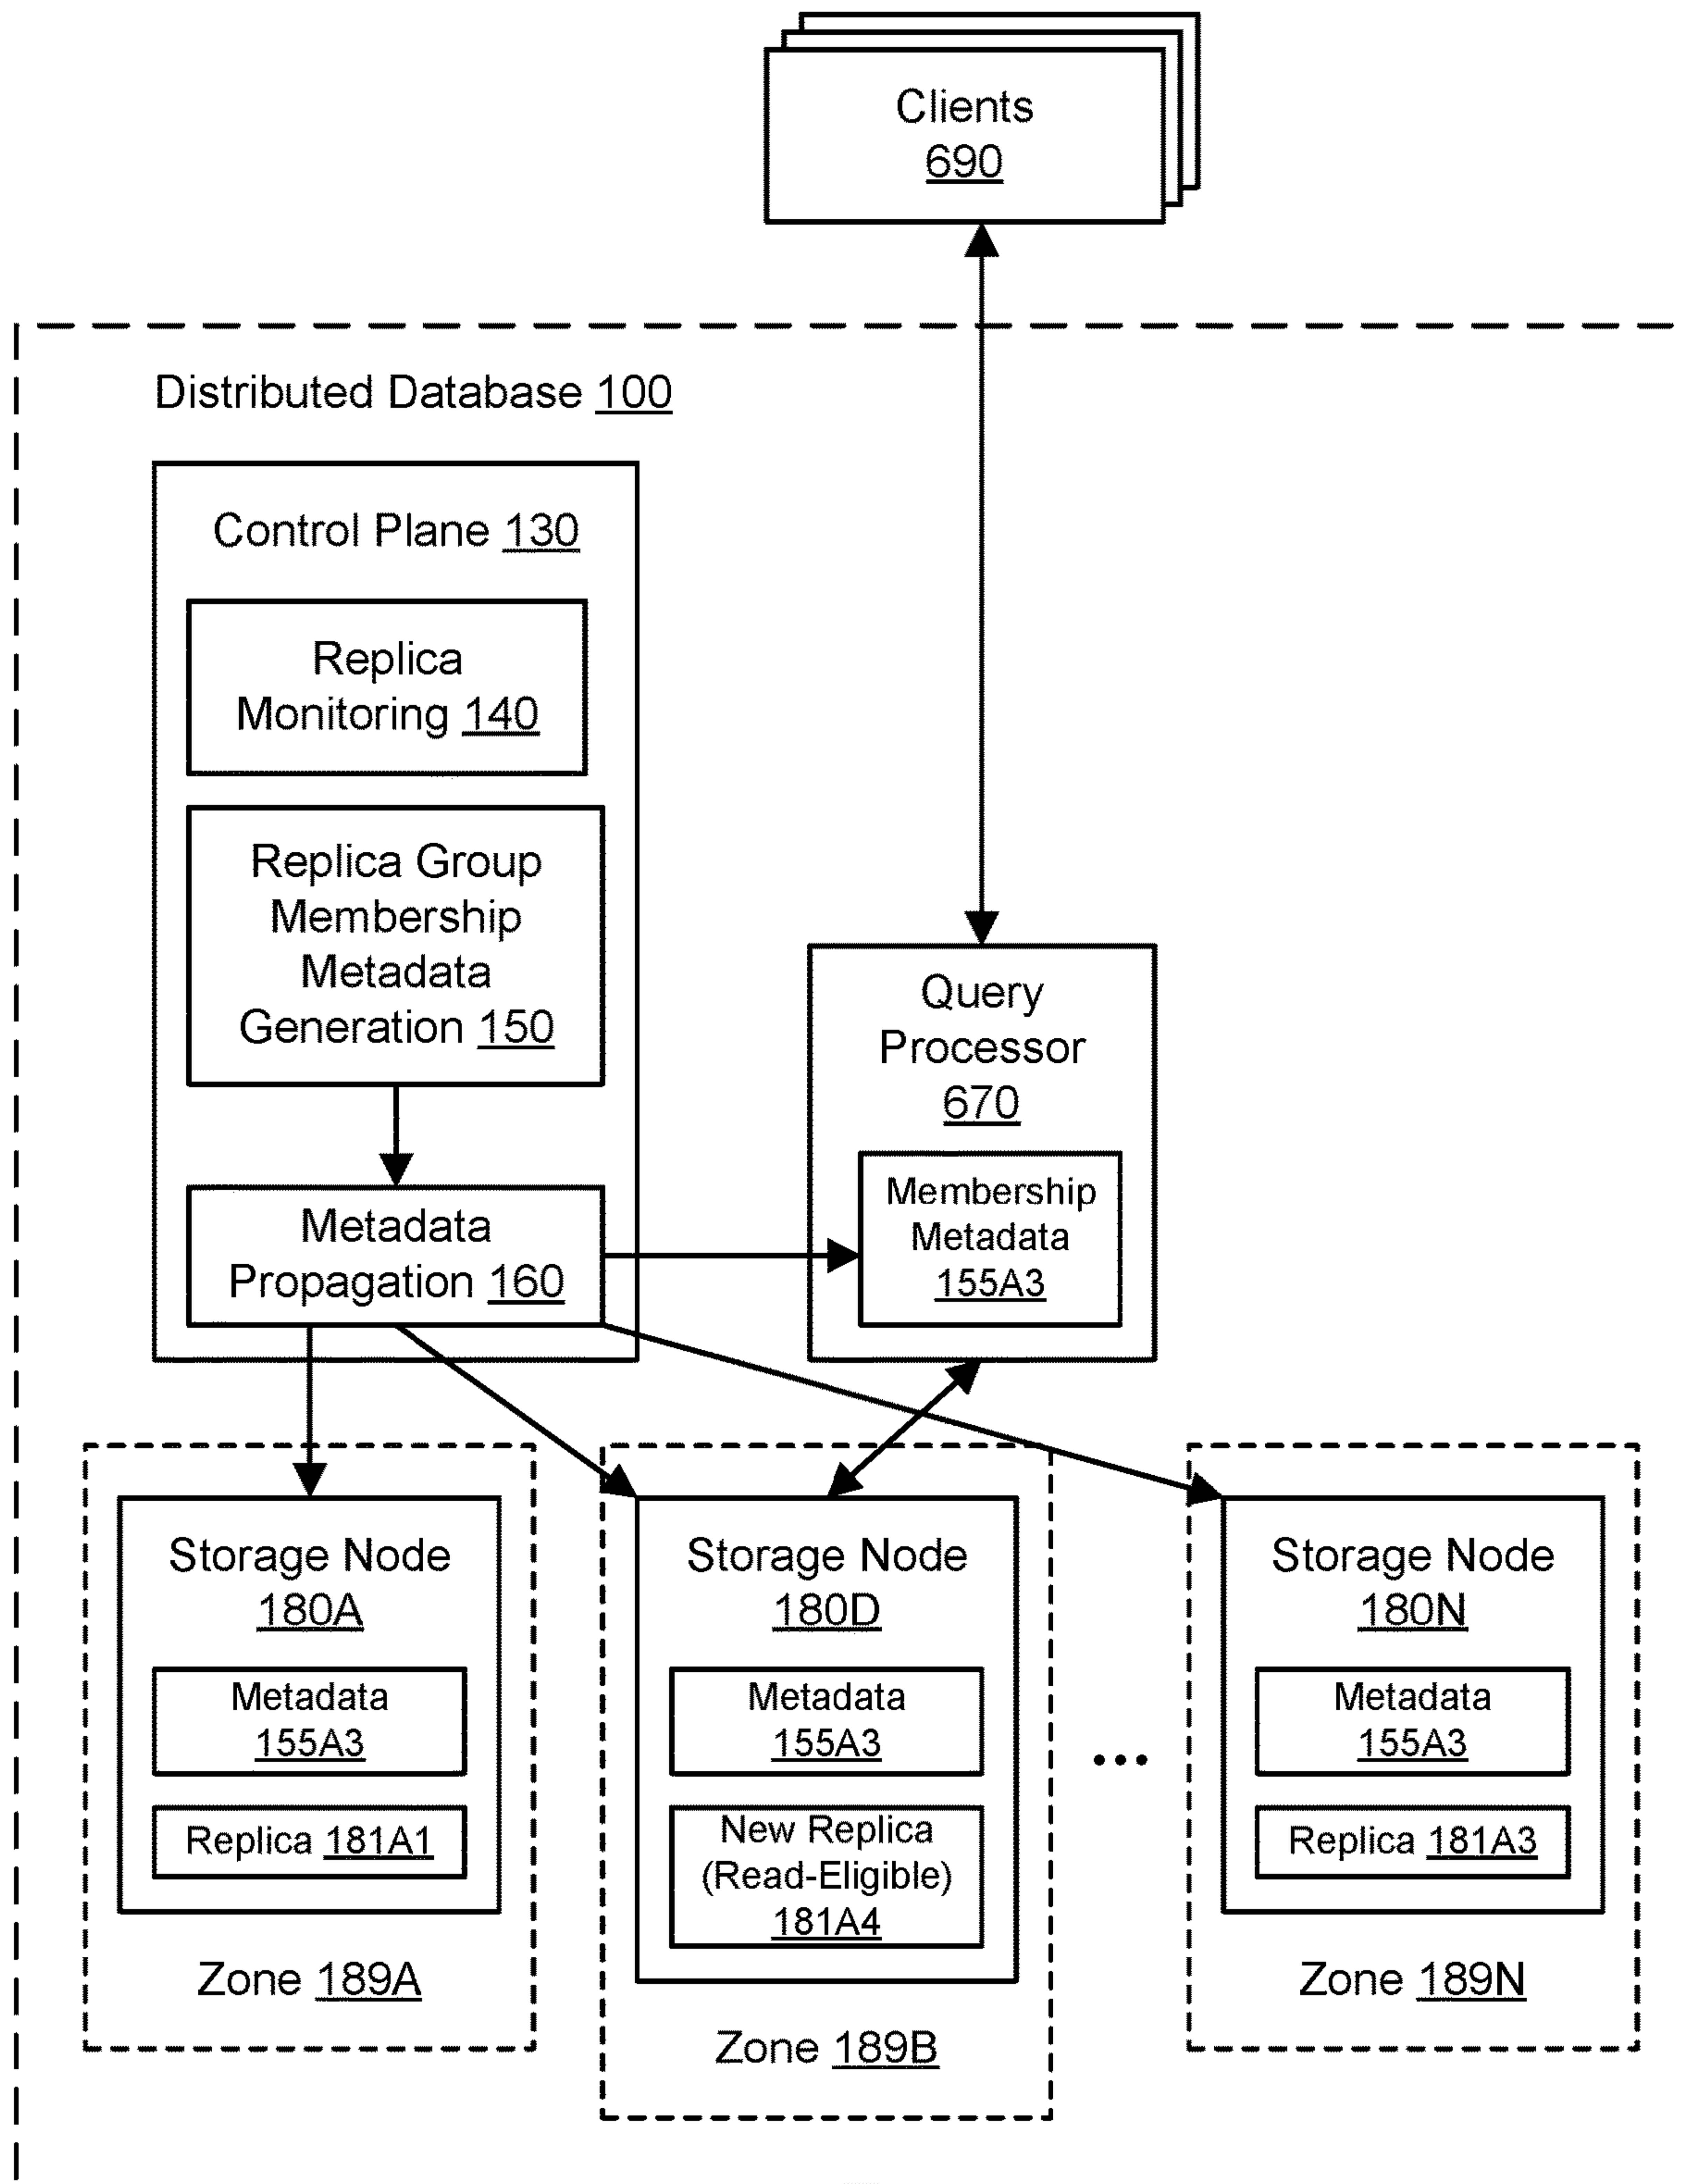 Clients
690
Distributed Database 100
Control Plane 130
Replica
Monitoring 140
Replica Group
Membership
Metadata
Generation 150
Metadata
Propagation 160
Query
Processor
670
Membership
Metadata
155A3
Storage Node
180A
Metadata
155A3
Replica 181A1
Zone 189A
Storage Node
180D
Metadata
155A3
New Replica
(Read-Eligible)
181A4
Zone 189B
...
Storage Node
180N
Metadata
155A3
Replica 181A3
Zone 189N